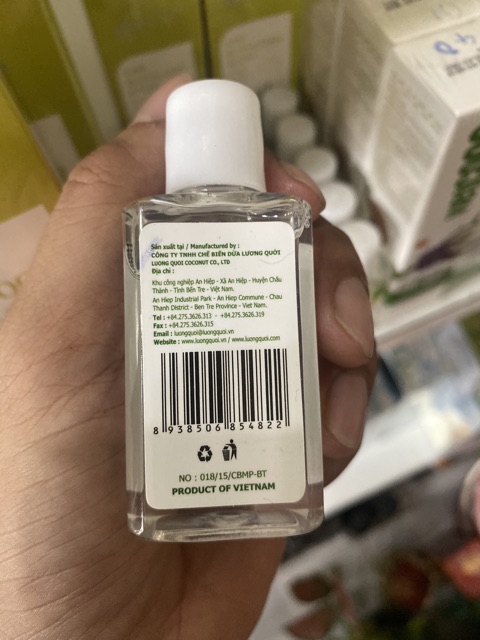 Sản xuất tại / Manufactured by :
CÔNG TY TNHH CHẾ BIẾN DỪA LƯƠNG QUỚI
LUONG QUOI COCONUT CO., LTD
Địa chỉ :
Khu công nghiệp An Hiệp - Xã An Hiệp - Huyện Châu
Thành - Tỉnh Bến Tre - Việt Nam.
An Hiep Industrial Park - An Hiep Commune - Chau
Thanh District - Ben Tre Province - Viet Nam.
Tel : +84.275.3626.313 - +84.275.3626.319
Fax : +84.275.3626.315
Email : luongquoi@luongquoi.vn
Website : www.luongquoi.vn / www.luongquoi.com
8 938506 854822
NO : 018/15/CBMP-BT
PRODUCT OF VIETNAM